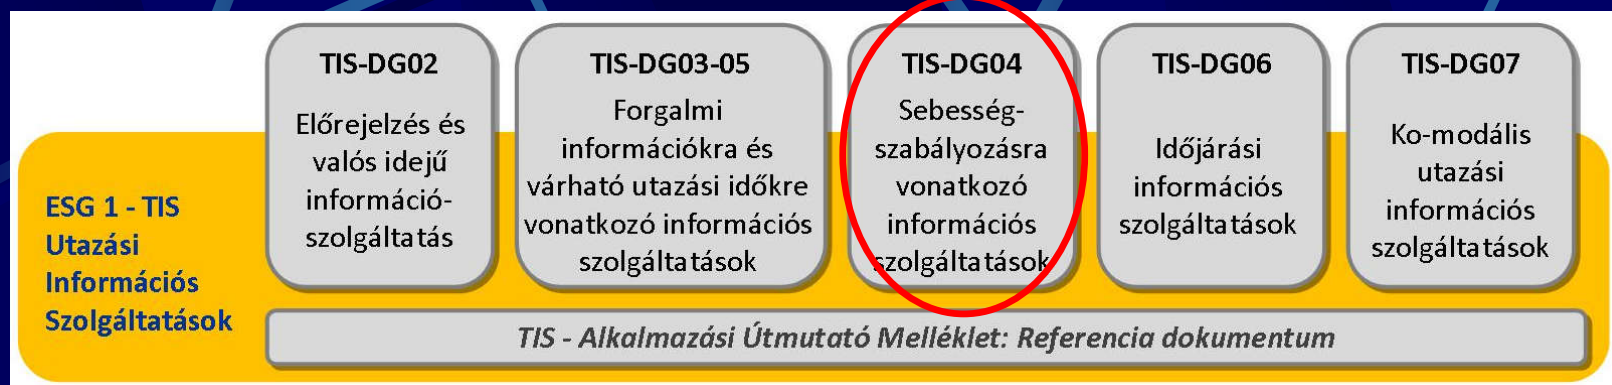 ESG 1 - TIS
Utazási
Információs
Szolgáltatások
TIS-DG02
Előrejelzés és
valós idejű
információ-
szolgáltatás
TIS-DG03-05
Forgalmi
információkra és
várható utazási időkre
vonatkozó információs
szolgáltatások
TIS-DG04
Sebesség-
szabályozásra
vonatkozó
információs
szolgáltatások
TIS-DG06
Időjárási
információs
szolgáltatások
TIS-DG07
Ko-modális
utazási
információs
szolgáltatások
TIS - Alkalmazási Útmutató Melléklet: Referencia dokumentum